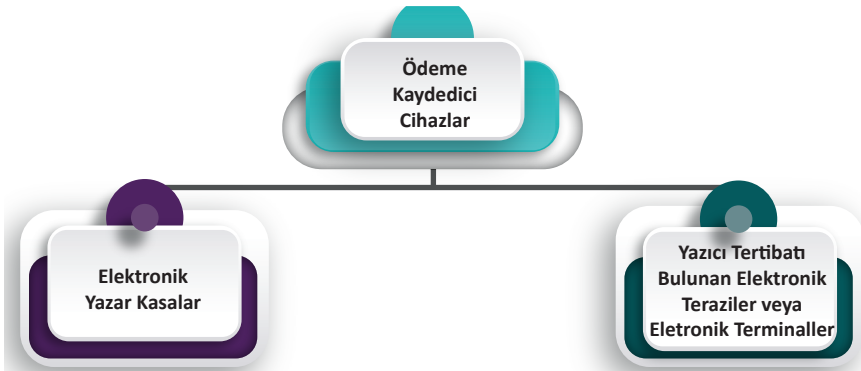 Ödeme
Kaydedici
Cihazlar
Elektronik
Yazar Kasalar
Yazıcı Tertibatı
Bulunan Elektronik
Teraziler veya
Eletronik Terminaller